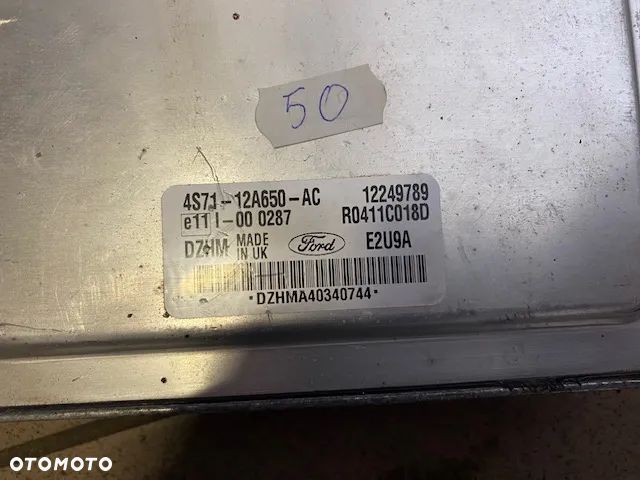 50
4S71-12A650-AC 12249789
e11 I-00 0287 R0411C018D
DZHM MADE IN UK Ford E2U9A
·DZHMA40340744·
OTOMOTO